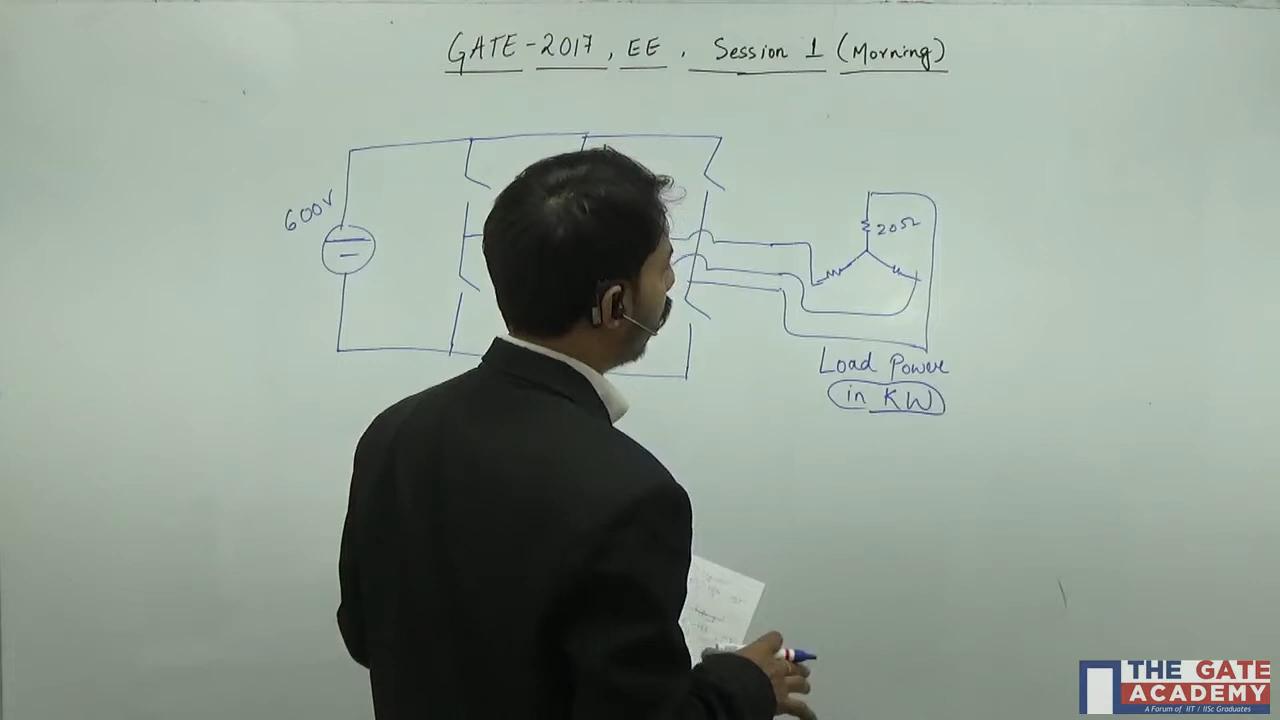 GATE-2017, EE, Session 1 (Morning)
600V
20Ω
Load Power
in KW
THE GATE
ACADEMY
A Forum of IIT / IISc Graduates